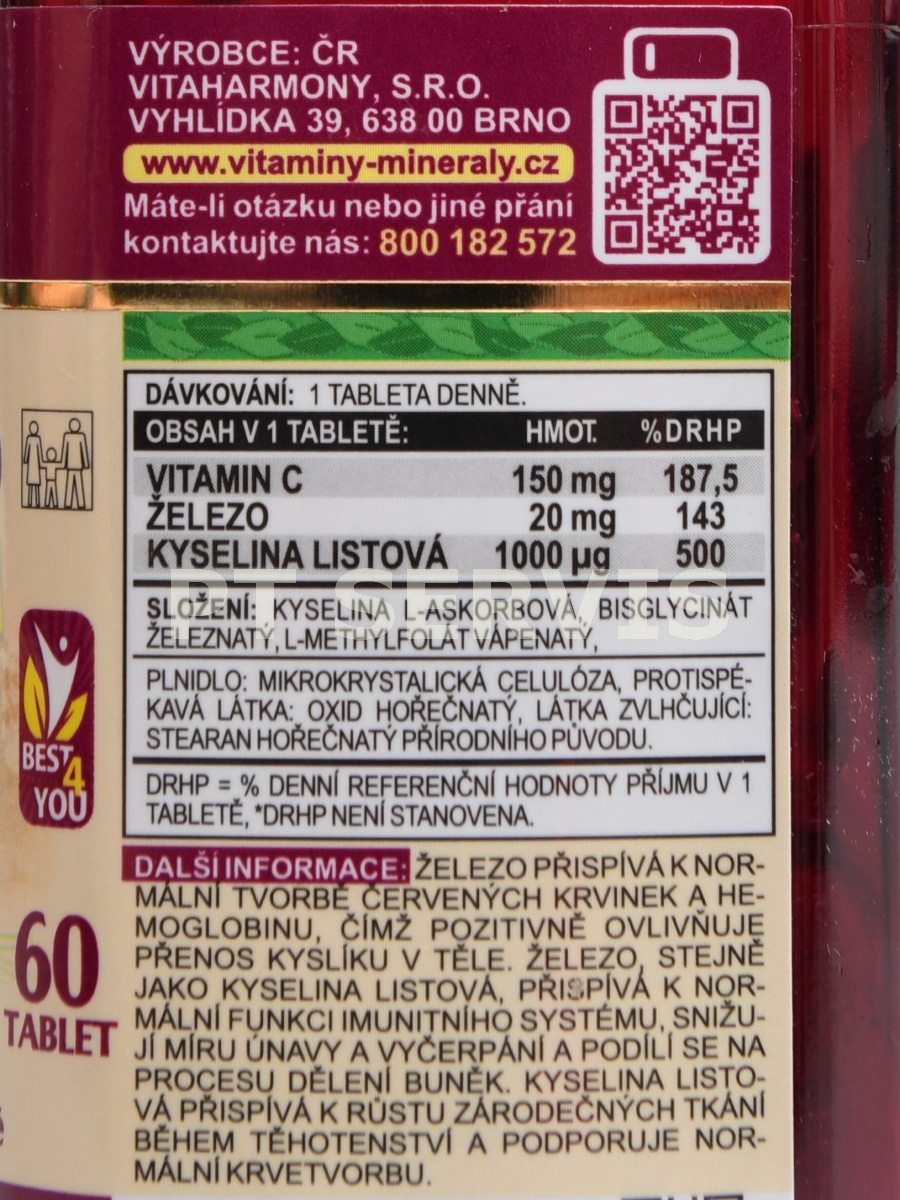 VÝROBCE: ČR
VITAHARMONY, S.R.O.
VYHLÍDKA 39, 638 00 BRNO
www.vitaminy-mineraly.cz
Máte-li otázku nebo jiné přání
kontaktujte nás: 800 182 572
DÁVKOVÁNÍ: 1 TABLETA DENNĚ.
OBSAH V 1 TABLETĚ: HMOT. %DRHP
VITAMIN C 150 mg 187,5
ŽELEZO 20 mg 143
KYSELINA LISTOVÁ 1000 µg 500
PT SERVIS
SLOŽENÍ: KYSELINA L-ASKORBOVÁ, BISGLYCINÁT
ŽELEZNATÝ, L-METHYLFOLÁT VÁPENATÝ,
PLNIDLO: MIKROKRYSTALICKÁ CELULÓZA, PROTISPÉ-
KAVÁ LÁTKA: OXID HOŘEČNATÝ, LÁTKA ZVLHČUJÍCÍ:
STEARAN HOŘEČNATÝ PŘÍRODNÍHO PŮVODU.
DRHP = % DENNÍ REFERENČNÍ HODNOTY PŘÍJMU V 1
TABLETĚ, *DRHP NENÍ STANOVENA.
BEST
4
YOU
60
TABLET
DALŠÍ INFORMACE: ŽELEZO PŘISPÍVÁ K NOR-
MÁLNÍ TVORBĚ ČERVENÝCH KRVINEK A HE-
MOGLOBINU, ČÍMŽ POZITIVNĚ OVLIVŇUJE
PŘENOS KYSLÍKU V TĚLE. ŽELEZO, STEJNĚ
JAKO KYSELINA LISTOVÁ, PŘISPÍVÁ K NOR-
MÁLNÍ FUNKCI IMUNITNÍHO SYSTÉMU, SNIŽU-
JÍ MÍRU ÚNAVY A VYČERPÁNÍ A PODÍLÍ SE NA
PROCESU DĚLENÍ BUNĚK. KYSELINA LISTO-
VÁ PŘISPÍVÁ K RŮSTU ZÁRODEČNÝCH TKÁNÍ
BĚHEM TĚHOTENSTVÍ A PODPORUJE NOR-
MÁLNÍ KRVETVORBU.